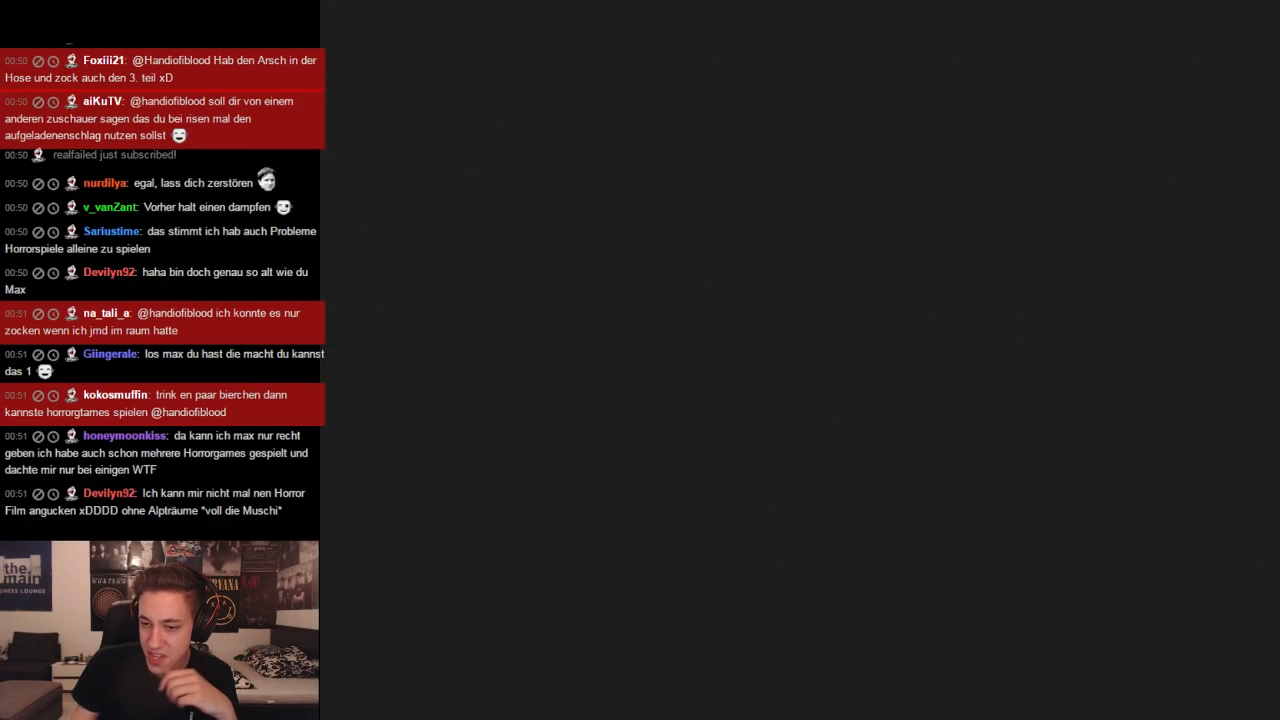 00:50 Foxiii21: @Handiofiblood Hab den Arsch in der
Hose und zock auch den 3. teil xD
00:50 aiKuTV: @handiofiblood soll dir von einem
anderen zuschauer sagen das du bei risen mal den
aufgeladenenschlag nutzen sollst
00:50 realfailed just subscribed!
00:50 nurdilya: egal, lass dich zerstören
00:50 v_vanZant: Vorher halt einen dampfen
00:50 Sariustime: das stimmt ich hab auch Probleme
Horrorspiele alleine zu spielen
00:50 Devilyn92: haha bin doch genau so alt wie du
Max
00:51 na_tali_a: @handiofiblood ich konnte es nur
zocken wenn ich jmd im raum hatte
00:51 Giingerale: los max du hast die macht du kannst
das 1
00:51 kokosmuffin: trink en paar bierchen dann
kannste horrorgtames spielen @handiofiblood
00:51 honeymoonkiss: da kann ich max nur recht
geben ich habe auch schon mehrere Horrorgames gespielt und
dachte mir nur bei einigen WTF
00:51 Devilyn92: Ich kann mir nicht mal nen Horror
Film angucken xDDDD ohne Alpträume *voll die Muschi*
the.
main
NESS LOUNGE
NIRVANA